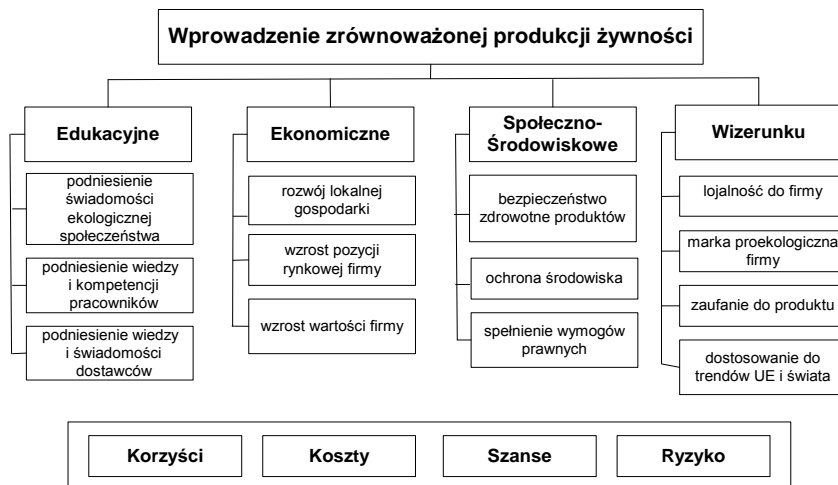 Wprowadzenie zrównoważonej produkcji żywności
Edukacyjne
podniesienie
świadomości
ekologicznej
społeczeństwa
podniesienie wiedzy
i kompetencji
pracowników
podniesienie wiedzy
i świadomości
dostawców
Ekonomiczne
rozwój lokalnej
gospodarki
wzrost pozycji
rynkowej firmy
wzrost wartości firmy
Społeczno-
Środowiskowe
bezpieczeństwo
zdrowotne produktów
ochrona środowiska
spełnienie wymogów
prawnych
Wizerunku
lojalność do firmy
marka proekologiczna
firmy
zaufanie do produktu
dostosowanie do
trendów UE i świata
Korzyści
Koszty
Szanse
Ryzyko